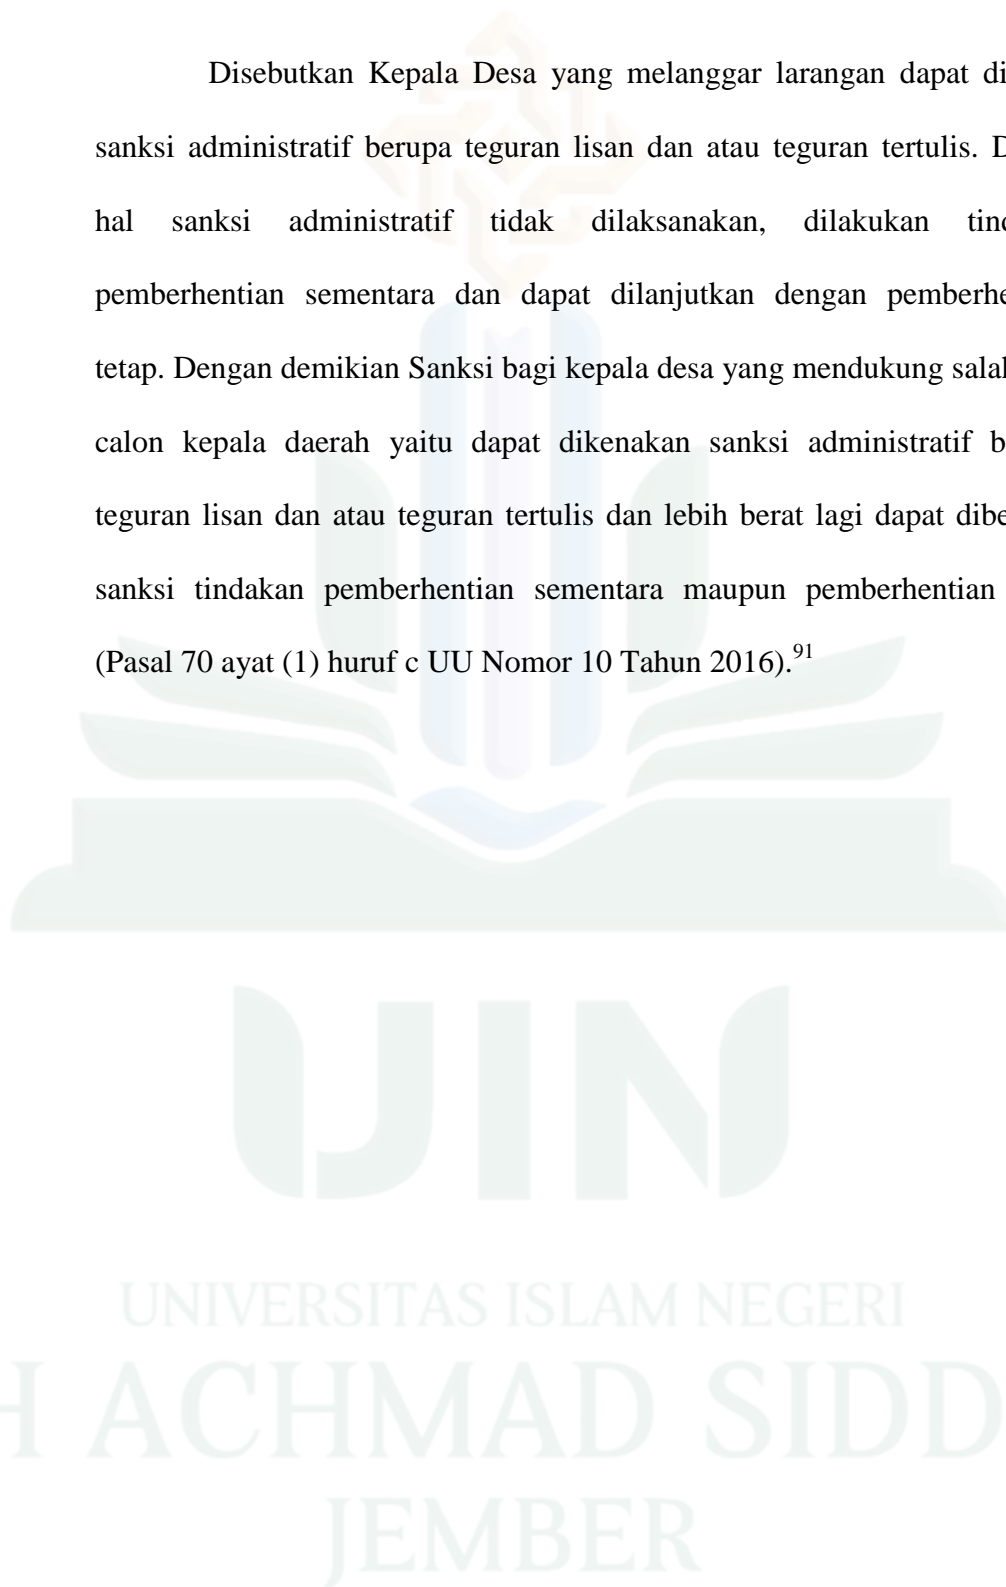 Disebutkan Kepala Desa yang melanggar larangan dapat di
sanksi administratif berupa teguran lisan dan atau teguran tertulis. D
hal sanksi administratif tidak dilaksanakan, dilakukan tind
pemberhentian sementara dan dapat dilanjutkan dengan pemberhe
tetap. Dengan demikian Sanksi bagi kepala desa yang mendukung salah
calon kepala daerah yaitu dapat dikenakan sanksi administratif b
teguran lisan dan atau teguran tertulis dan lebih berat lagi dapat dibe
sanksi tindakan pemberhentian sementara maupun pemberhentian
(Pasal 70 ayat (1) huruf c UU Nomor 10 Tahun 2016).91
UIN
UNIVERSITAS ISLAM NEGERI
H ACHMAD SIDD
JEMBER